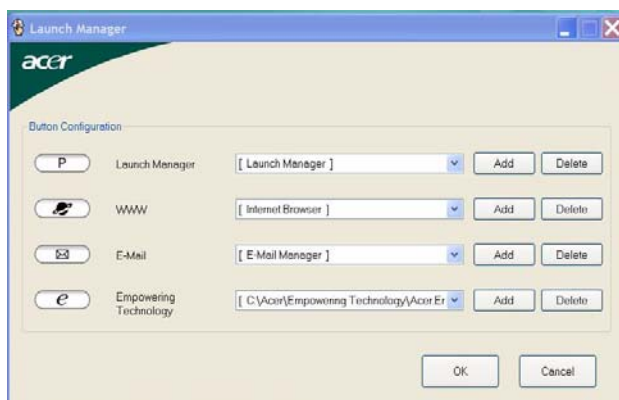 Launch Manager
acer
Button Configuration
P Launch Manager [ Launch Manager ] Add Delete
WWW [ Internet Browser ] Add Delete
E-Mail [ E-Mail Manager ] Add Delete
e Empowering Technology [ C:\Acer\Empowering Technology\Acer.Er Add Delete
OK Cancel